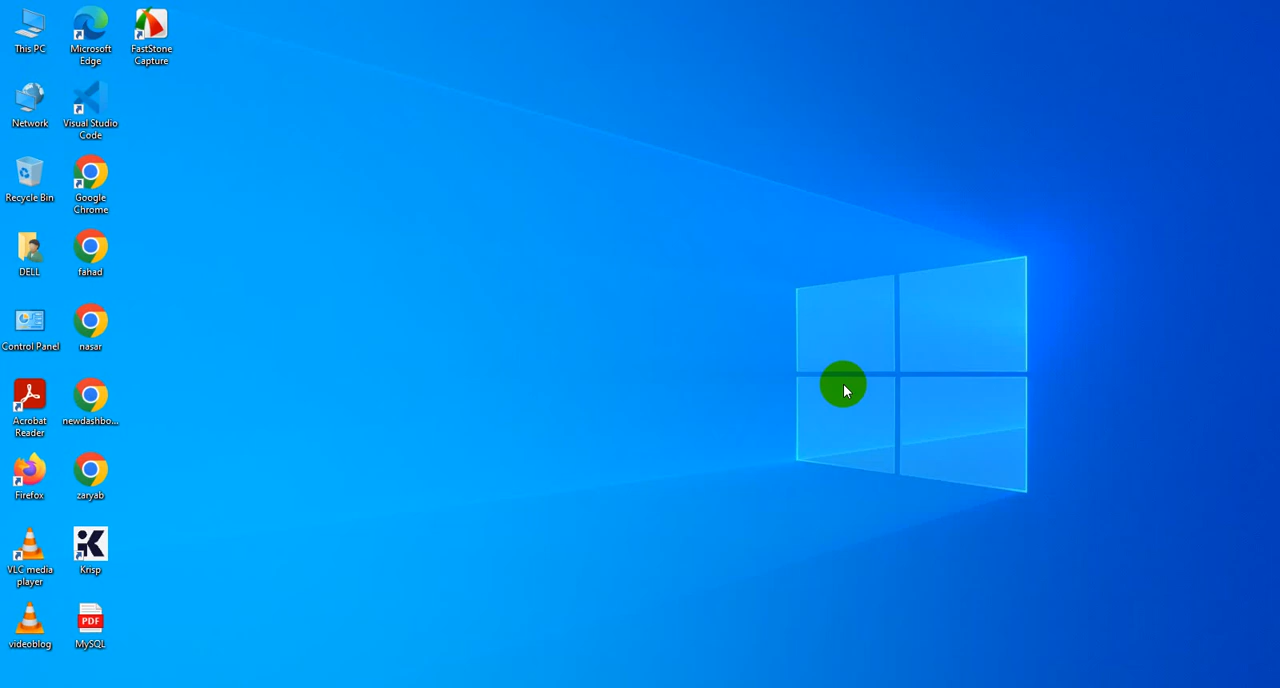 This PC
Microsoft
Edge
FastStone
Capture
Network
Visual Studio
Code
Recycle Bin
Google
Chrome
DELL
fahad
Control Panel
nasar
Acrobat
Reader
newdashbo...
Firefox
zaryab
VLC media
player
Krisp
videoblog
PDF
MySQL